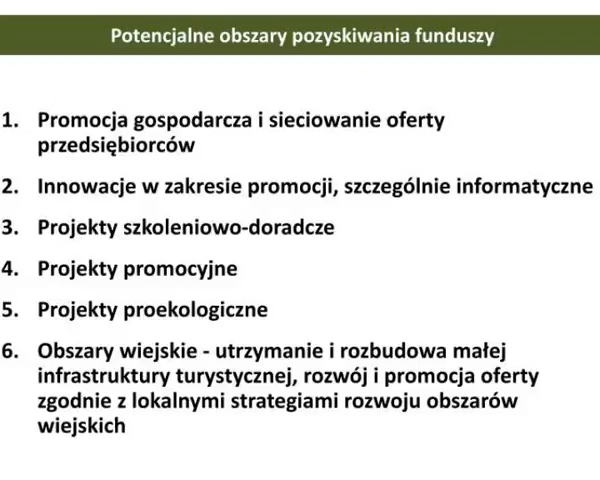 Potencjalne obszary pozyskiwania funduszy
1. Promocja gospodarcza i sieciowanie oferty
przedsiębiorców
2. Innowacje w zakresie promocji, szczególnie informatyczne
3. Projekty szkoleniowo-doradcze
4. Projekty promocyjne
5. Projekty proekologiczne
6. Obszary wiejskie - utrzymanie i rozbudowa małej
infrastruktury turystycznej, rozwój i promocja oferty
zgodnie z lokalnymi strategiami rozwoju obszarów
wiejskich